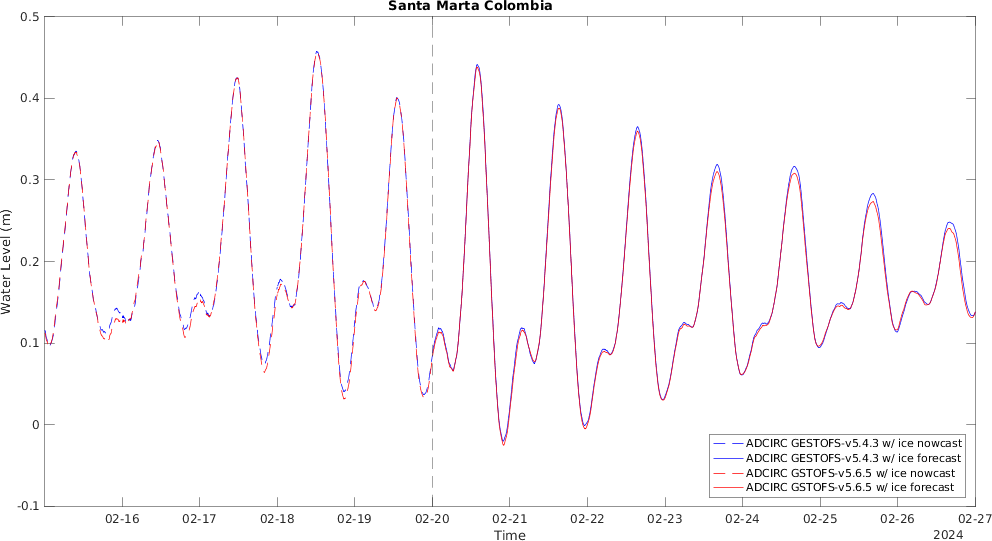 Santa Marta Colombia
0.5
0.4
0.3
0.2
0.1
0
-0.1
Water Level (m)
ADCIRC GESTOFS-v5.4.3 w/ ice nowcast
ADCIRC GESTOFS-v5.4.3 w/ ice forecast
ADCIRC GSTOFS-v5.6.5 w/ ice nowcast
ADCIRC GSTOFS-v5.6.5 w/ ice forecast
02-16 02-17 02-18 02-19 02-20 02-21 02-22 02-23 02-24 02-25 02-26 02-27
Time
2024